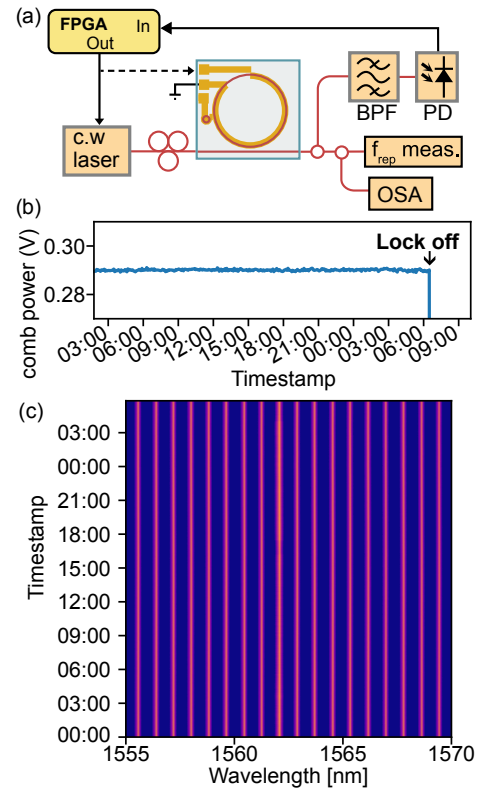 (a)
FPGA
In
Out
c.w
laser
BPF
PD
f_rep meas.
OSA
(b)
comb power (V)
0.30
0.28
Lock off
03:00
06:00
09:00
12:00
15:00
18:00
21:00
00:00
03:00
06:00
09:00
Timestamp
(c)
Timestamp
03:00
00:00
21:00
18:00
15:00
12:00
09:00
06:00
03:00
00:00
1555
1560
1565
1570
Wavelength [nm]